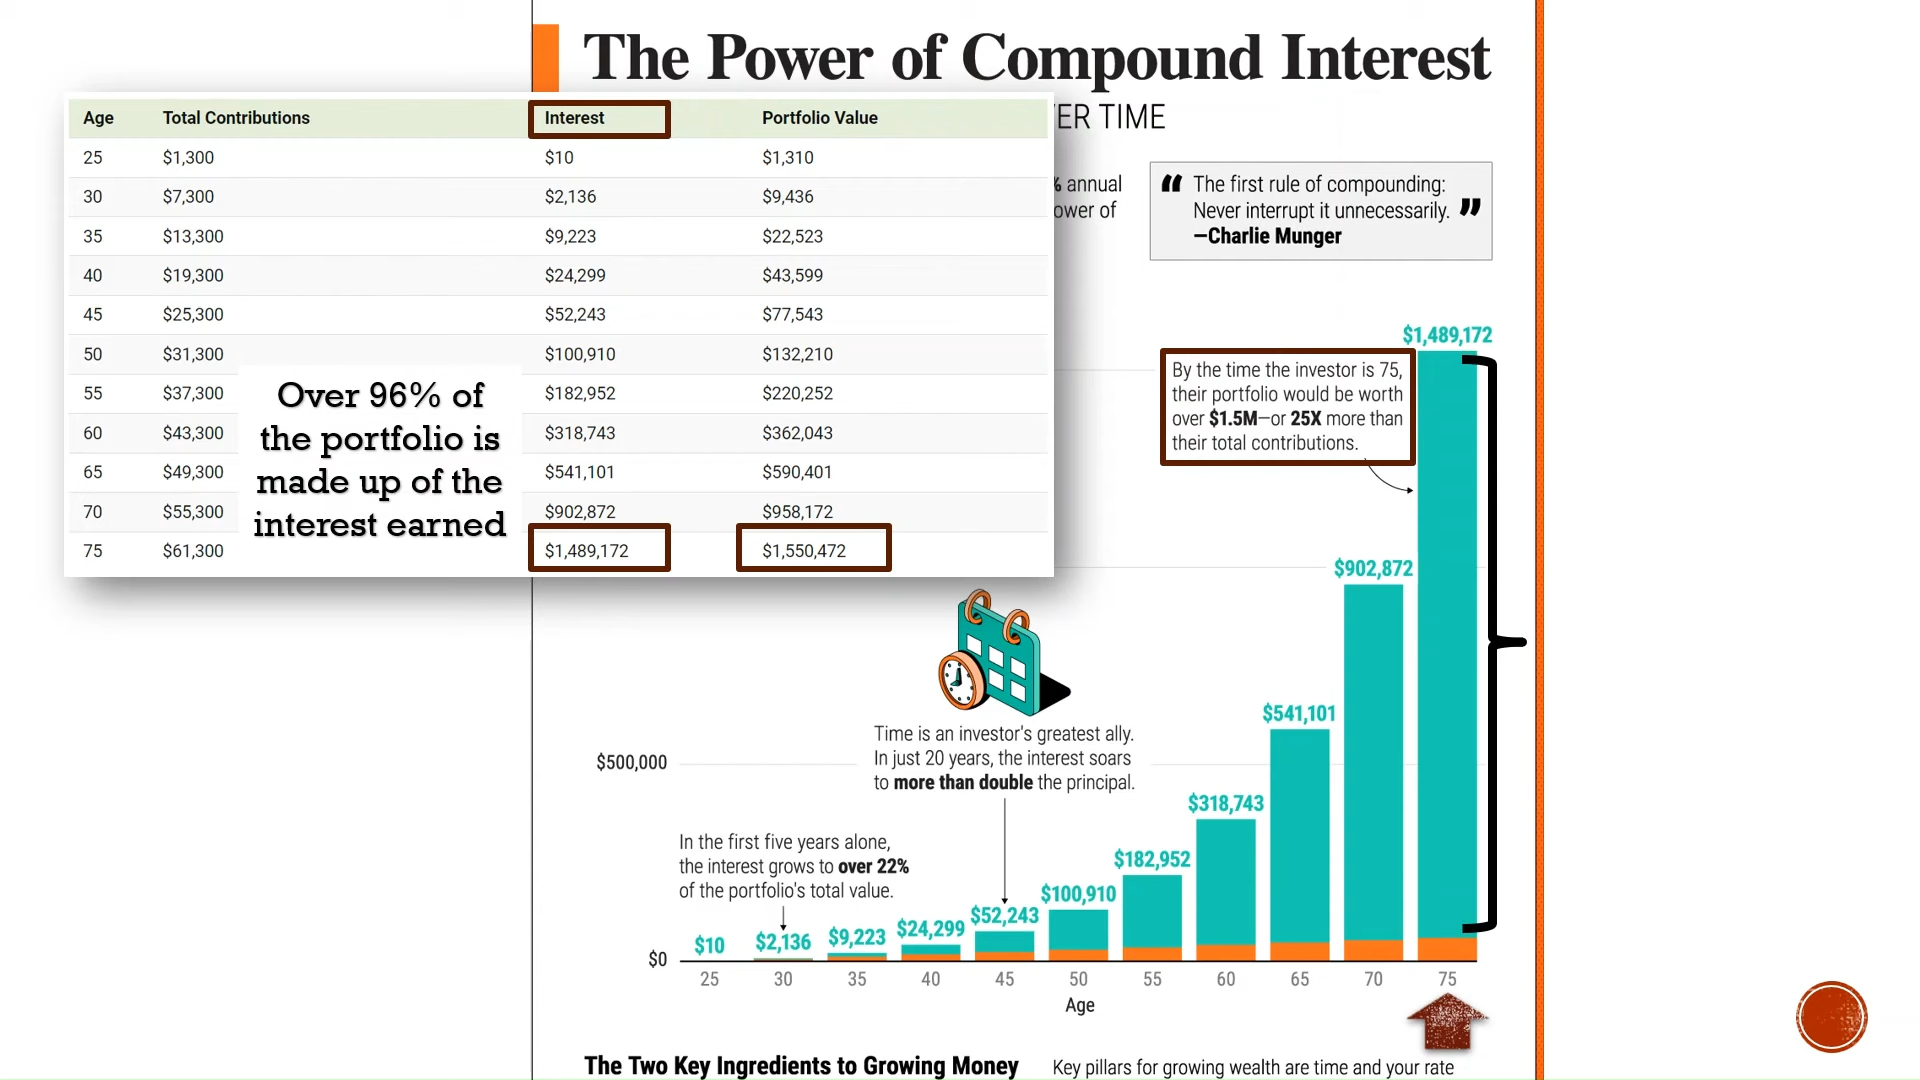 The Power of Compound Interest
ER TIME
Age Total Contributions Interest Portfolio Value
25 $1,300 $10 $1,310
30 $7,300 $2,136 $9,436
35 $13,300 $9,223 $22,523
40 $19,300 $24,299 $43,599
45 $25,300 $52,243 $77,543
50 $31,300 $100,910 $132,210
55 $37,300 $182,952 $220,252
60 $43,300 $318,743 $362,043
65 $49,300 $541,101 $590,401
70 $55,300 $902,872 $958,172
75 $61,300 $1,489,172 $1,550,472
Over 96% of
the portfolio is
made up of the
interest earned
% annual
ower of
“ The first rule of compounding:
Never interrupt it unnecessarily. ”
—Charlie Munger
$1,489,172
By the time the investor is 75,
their portfolio would be worth
over $1.5M—or 25X more than
their total contributions.
$902,872
$541,101
Time is an investor's greatest ally.
In just 20 years, the interest soars
to more than double the principal.
$500,000
$318,743
In the first five years alone,
the interest grows to over 22%
of the portfolio's total value.
$182,952
$100,910
$52,243
$24,299
$9,223
$2,136
$10
$0
25 30 35 40 45 50 55 60 65 70 75
Age
The Two Key Ingredients to Growing Money
Key pillars for growing wealth are time and your rate